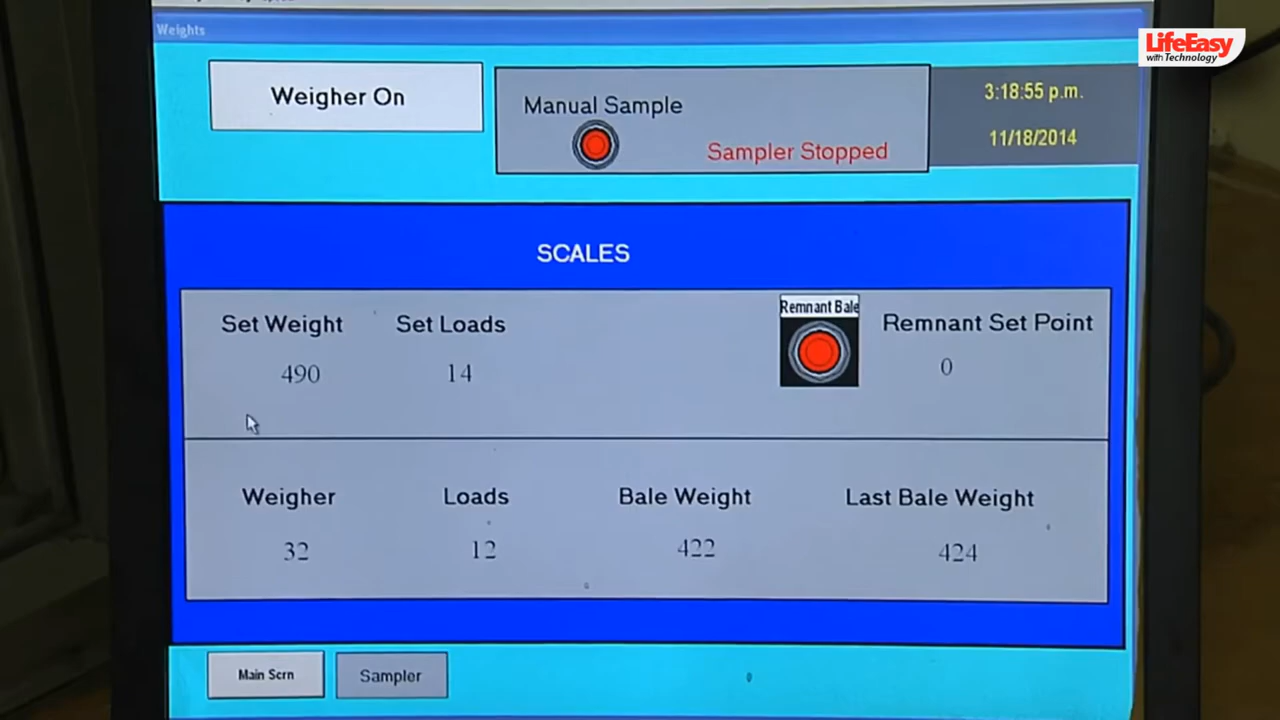 LifeEasy
with Technology
Weights
Weigher On
Manual Sample
Sampler Stopped
3:18:55 p.m.
11/18/2014
SCALES
Set Weight
490
Set Loads
14
Remnant Bale
Remnant Set Point
0
Weigher
32
Loads
12
Bale Weight
422
Last Bale Weight
424
Main Scrn
Sampler